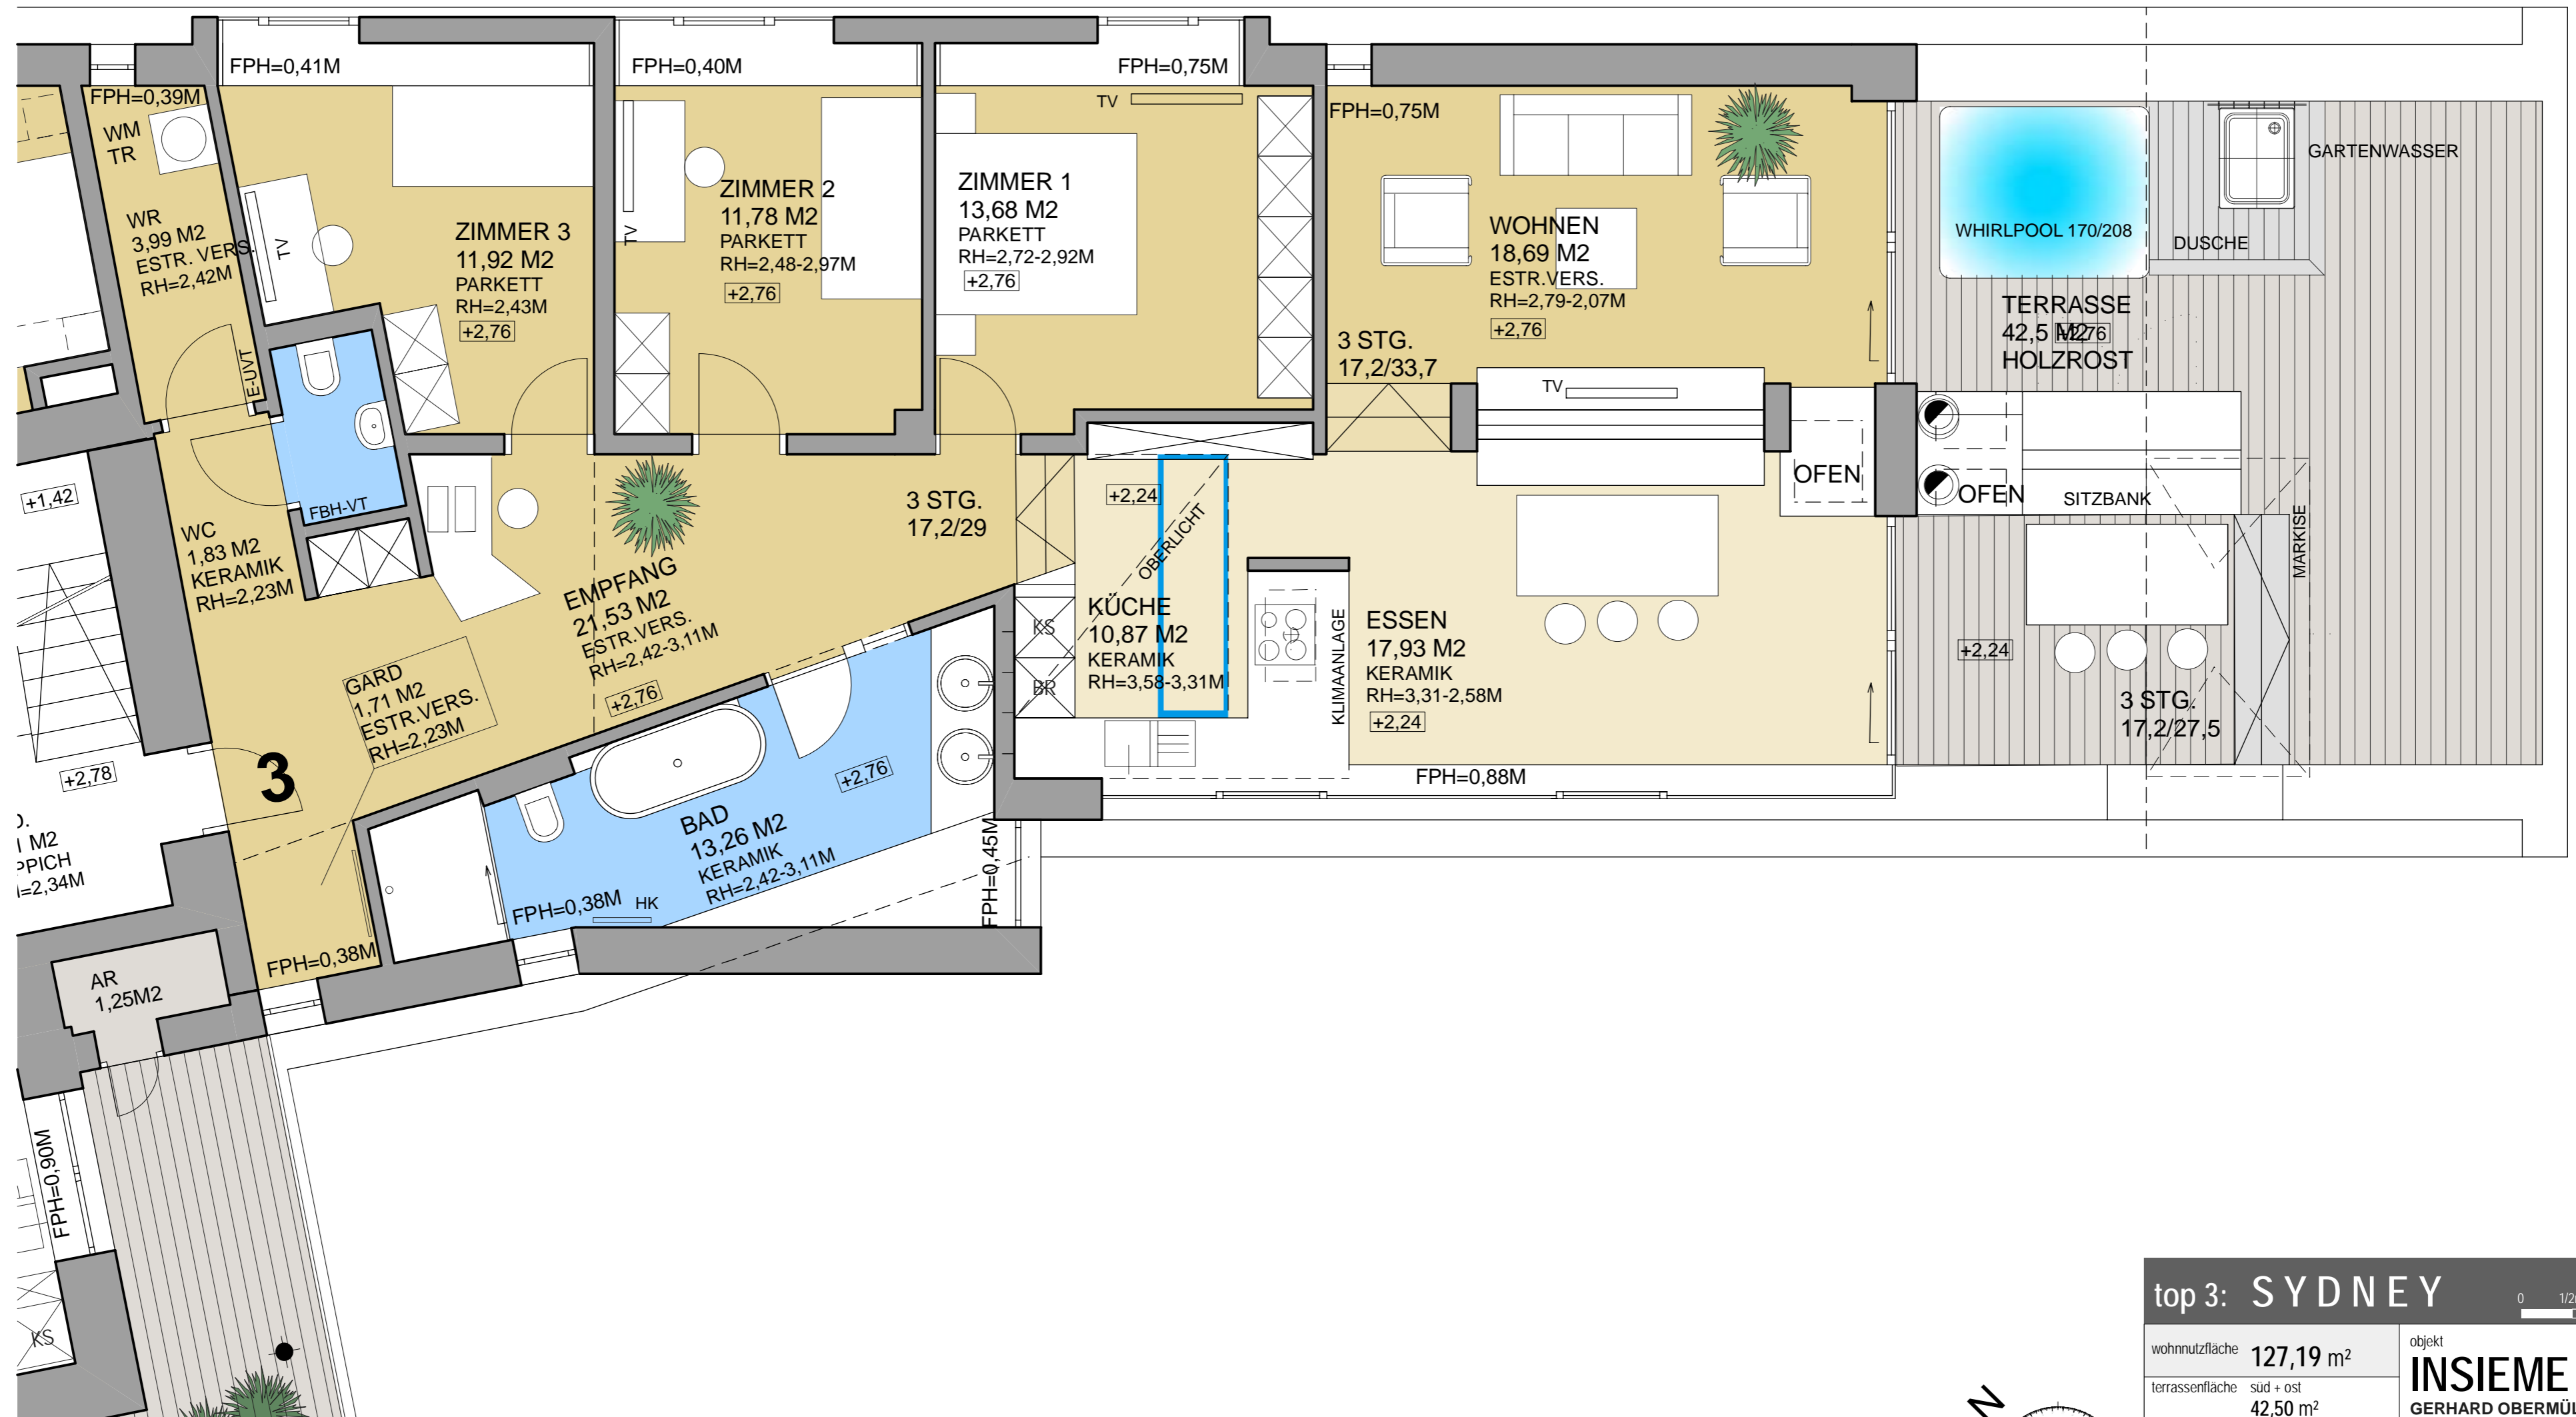 FPH=0,41M
FPH=0,40M
FPH=0,75M
FPH=0,39M
WM
TR
WR
3,99 M2
ESTR. VERS.
RH=2,42M
TV
ZIMMER 3
11,92 M2
PARKETT
RH=2,43M
+2,76
TV
ZIMMER 2
11,78 M2
PARKETT
RH=2,48-2,97M
+2,76
TV
ZIMMER 1
13,68 M2
PARKETT
RH=2,72-2,92M
+2,76
FPH=0,75M
WOHNEN
18,69 M2
ESTR.VERS.
RH=2,79-2,07M
+2,76
3 STG.
17,2/33,7
TV
OFEN
WHIRLPOOL 170/208
DUSCHE
GARTENWASSER
TERRASSE
42,5 M2
+2,76
HOLZROST
OFEN
SITZBANK
MARKISE
+2,24
3 STG.
17,2/27,5
E-UVT
FBH-VT
+1,42
WC
1,83 M2
KERAMIK
RH=2,23M
3 STG.
17,2/29
EMPFANG
21,53 M2
ESTR.VERS.
RH=2,42-3,11M
+2,76
GARD
1,71 M2
ESTR.VERS.
RH=2,23M
3
+2,78
+2,24
OBERLICHT
KS
BR
KÜCHE
10,87 M2
KERAMIK
RH=3,58-3,31M
KLIMAANLAGE
ESSEN
17,93 M2
KERAMIK
RH=3,31-2,58M
+2,24
FPH=0,88M
BAD
13,26 M2
KERAMIK
RH=2,42-3,11M
+2,76
FPH=0,38M
HK
FPH=0,45M
FPH=0,38M
M2
=2,34M
AR
1,25M2
FPH=0,90M
KS
N
top 3: SYDNEY
0
wohnnutzfläche 127,19 m²
terrassenfläche süd + ost
42,50 m²
objekt
INSIEME
GERHARD